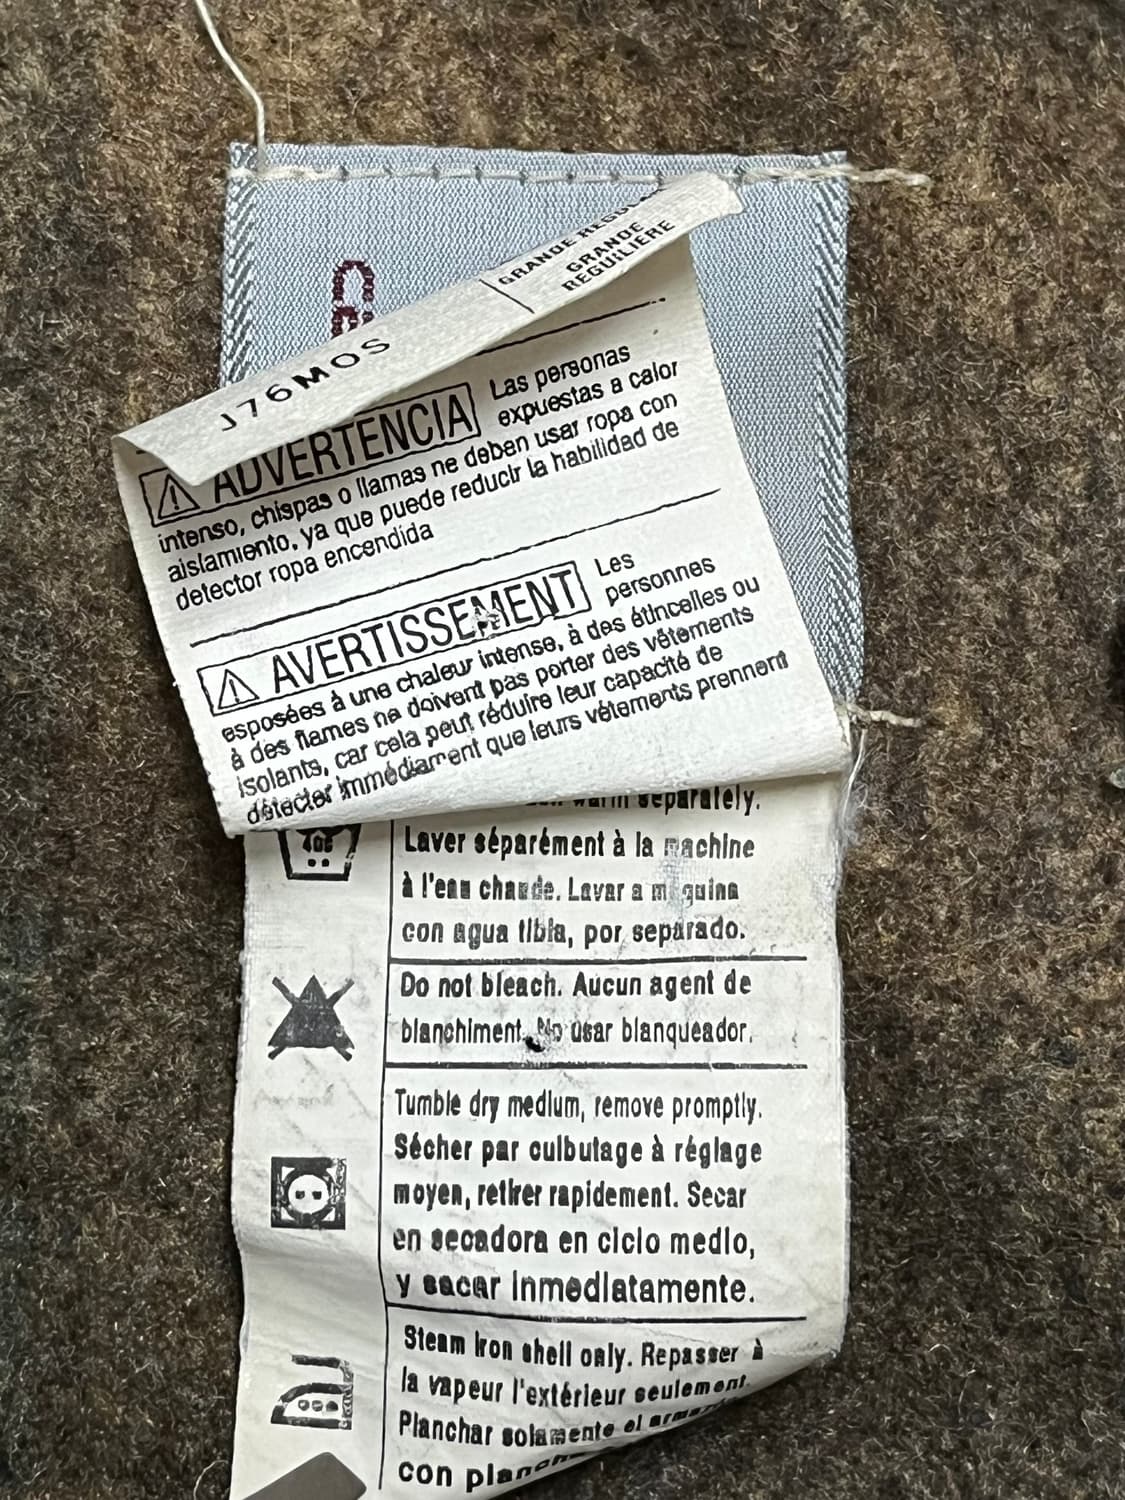 G
J76MOS
GRANDE
GRANDE
REGULIERE
ADVERTENCIA Las personas
expuestas a calor
intenso, chispas o llamas ne deben usar ropa con
aislamiento, ya que puede reducir la habilidad de
detector ropa encendida
AVERTISSEMENT Les
personnes
esposées à une chaleur intense, à des étincelles ou
à des flames na doivent pas porter des vêtements
isolants, car cela peut réduire leur capacité de
détecter immédiament que leurs vêtements prennent
warm separately.
40c
Laver séparément à la machine
à l'eau chaude. Lavar a maquina
con agua tibia, por separado.
Do not bleach. Aucun agent de
blanchiment. No usar blanqueador.
Tumble dry medium, remove promptly.
Sécher par culbutage à réglage
moyen, retirer rapidement. Secar
en secadora en ciclo medio,
y sacar inmediatamente.
Steam iron shell only. Repasser à
la vapeur l'extérieur seulement.
Planchar solamente el
con